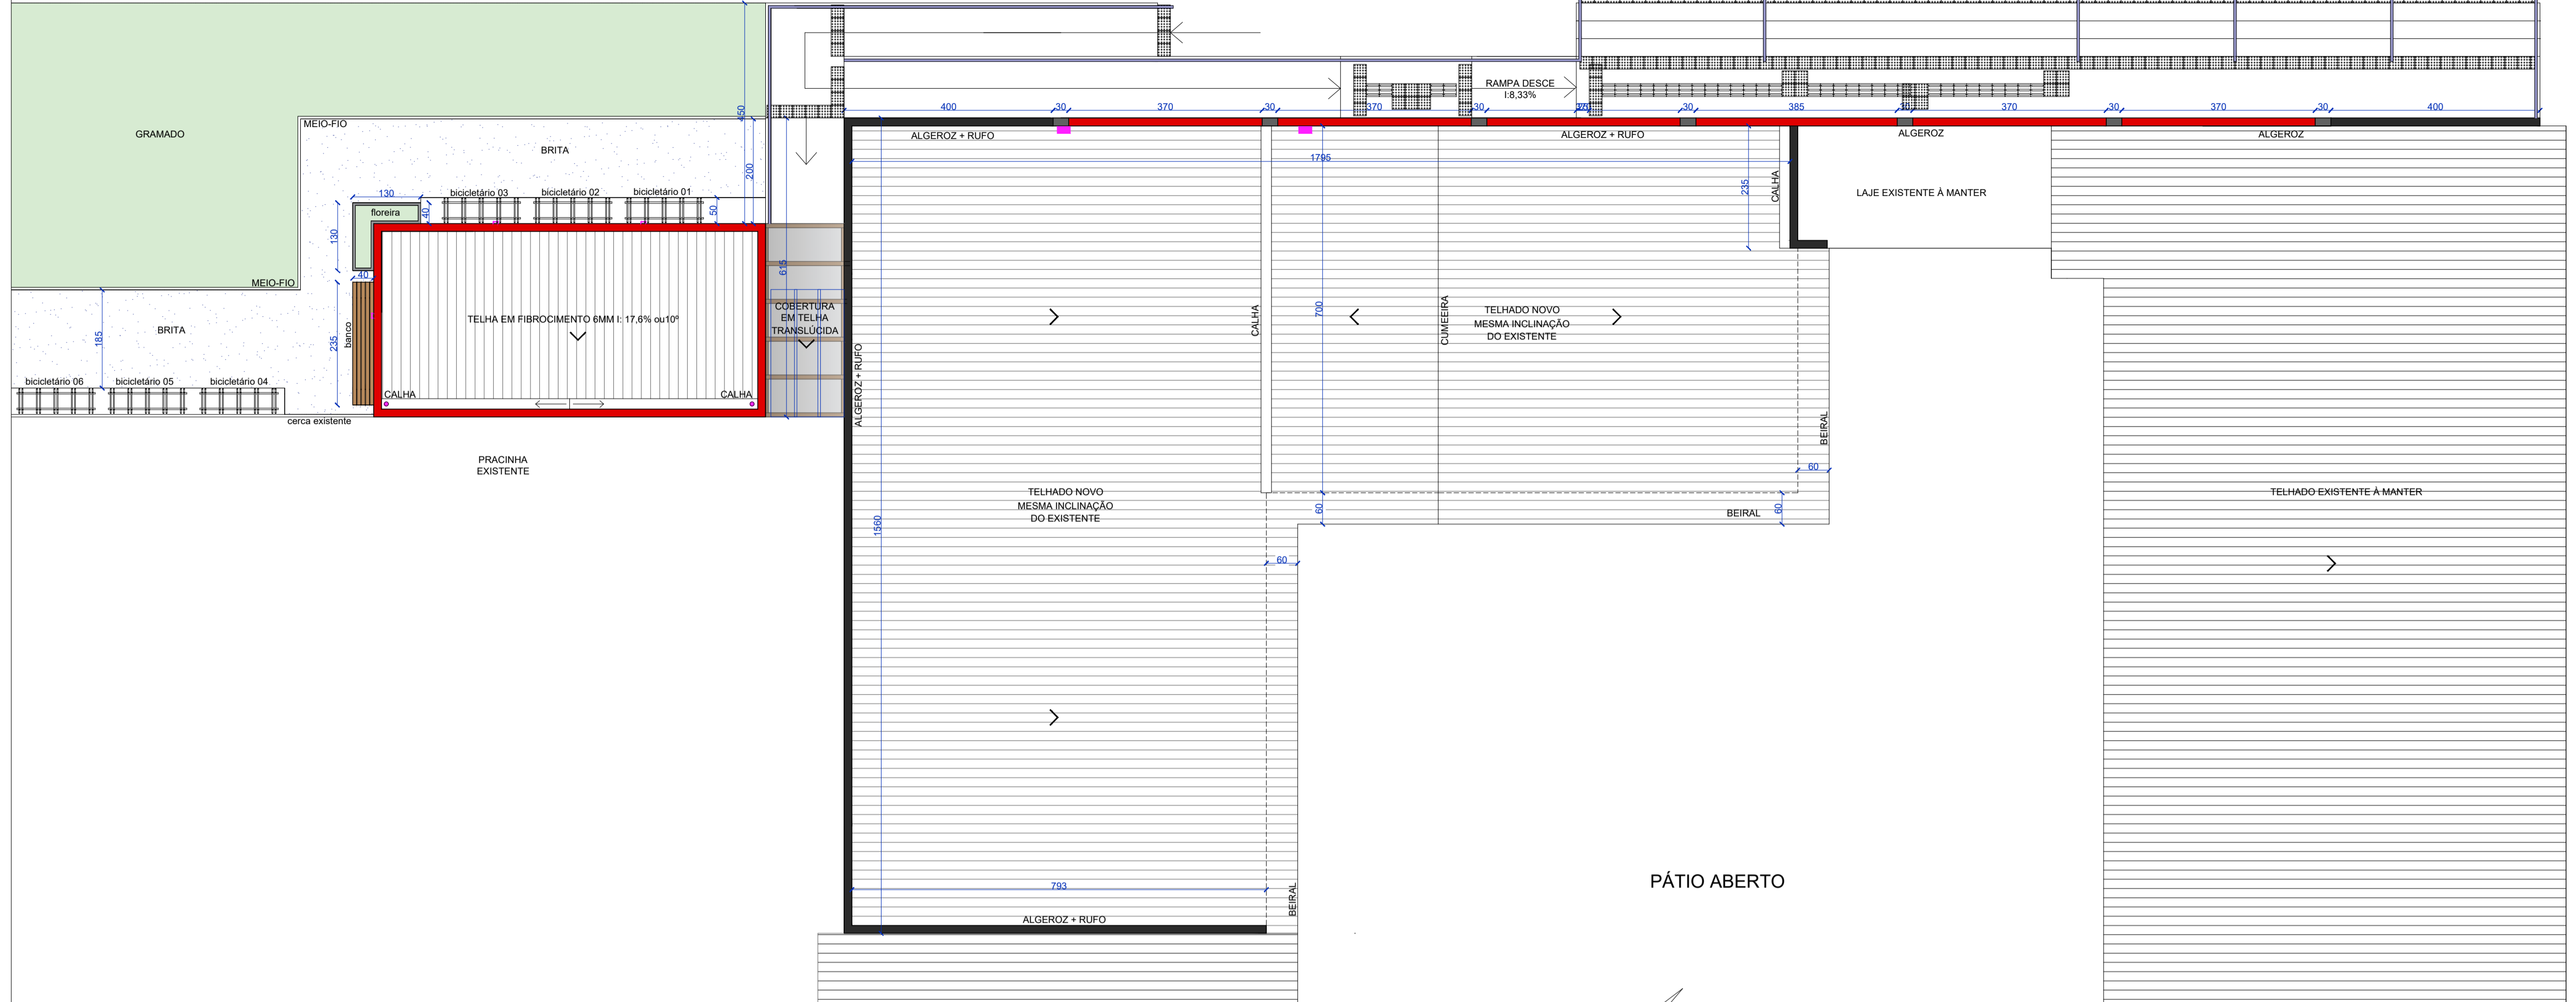 450
RAMPA DESCE
I:8,33%
400
30
370
30
370
30
30
385
30
370
30
370
30
400
MEIO-FIO
GRAMADO
ALGEROZ + RUFO
ALGEROZ + RUFO
ALGEROZ
ALGEROZ
BRITA
1795
200
235
CALHA
LAJE EXISTENTE À MANTER
130
bicicletário 03
bicicletário 02
bicicletário 01
floreira
40
50
130
40
MEIO-FIO
615
COBERTURA
EM TELHA
TRANSLÚCIDA
TELHA EM FIBROCIMENTO 6MM I: 17,6% ou10º
BRITA
185
235
banco
CALHA
700
CUMEEIRA
TELHADO NOVO
MESMA INCLINAÇÃO
DO EXISTENTE
ALGEROZ + RUFO
bicicletário 06
bicicletário 05
bicicletário 04
CALHA
CALHA
cerca existente
BEIRAL
PRACINHA
EXISTENTE
60
TELHADO NOVO
MESMA INCLINAÇÃO
DO EXISTENTE
60
60
BEIRAL
TELHADO EXISTENTE À MANTER
1560
60
PÁTIO ABERTO
793
BEIRAL
ALGEROZ + RUFO